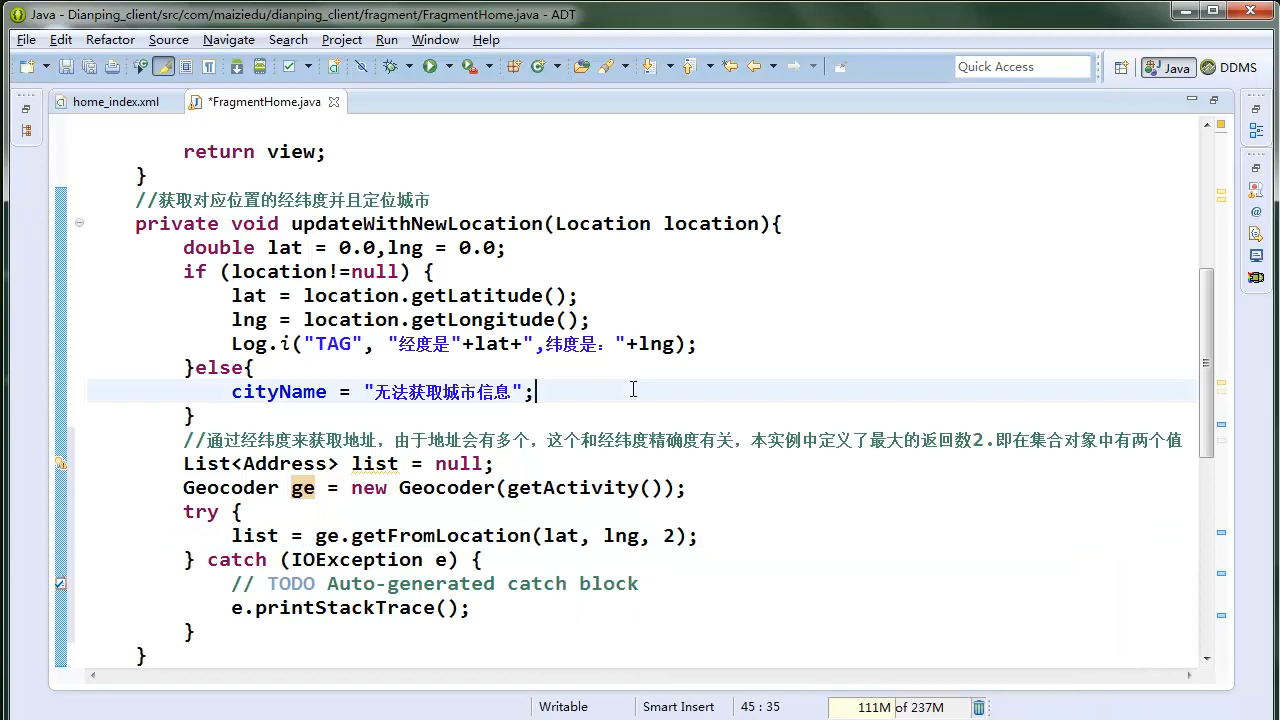 Java - Dianping_client/src/com/maiziedu/dianping_client/fragment/FragmentHome.java - ADT
File Edit Refactor Source Navigate Search Project Run Window Help
Quick Access
Java
DDMS
home_index.xml
*FragmentHome.java
return view;
}
//获取对应位置的经纬度并且定位城市
private void updateWithNewLocation(Location location){
double lat = 0.0,lng = 0.0;
if (location!=null) {
lat = location.getLatitude();
lng = location.getLongitude();
Log.i("TAG", "经度是"+lat+",纬度是："+lng);
}else{
cityName = "无法获取城市信息";
}
//通过经纬度来获取地址，由于地址会有多个，这个和经纬度精确度有关，本实例中定义了最大的返回数2.即在集合对象中有两个值
List<Address> list = null;
Geocoder ge = new Geocoder(getActivity());
try {
list = ge.getFromLocation(lat, lng, 2);
} catch (IOException e) {
// TODO Auto-generated catch block
e.printStackTrace();
}
}
Writable
Smart Insert
45 : 35
111M of 237M